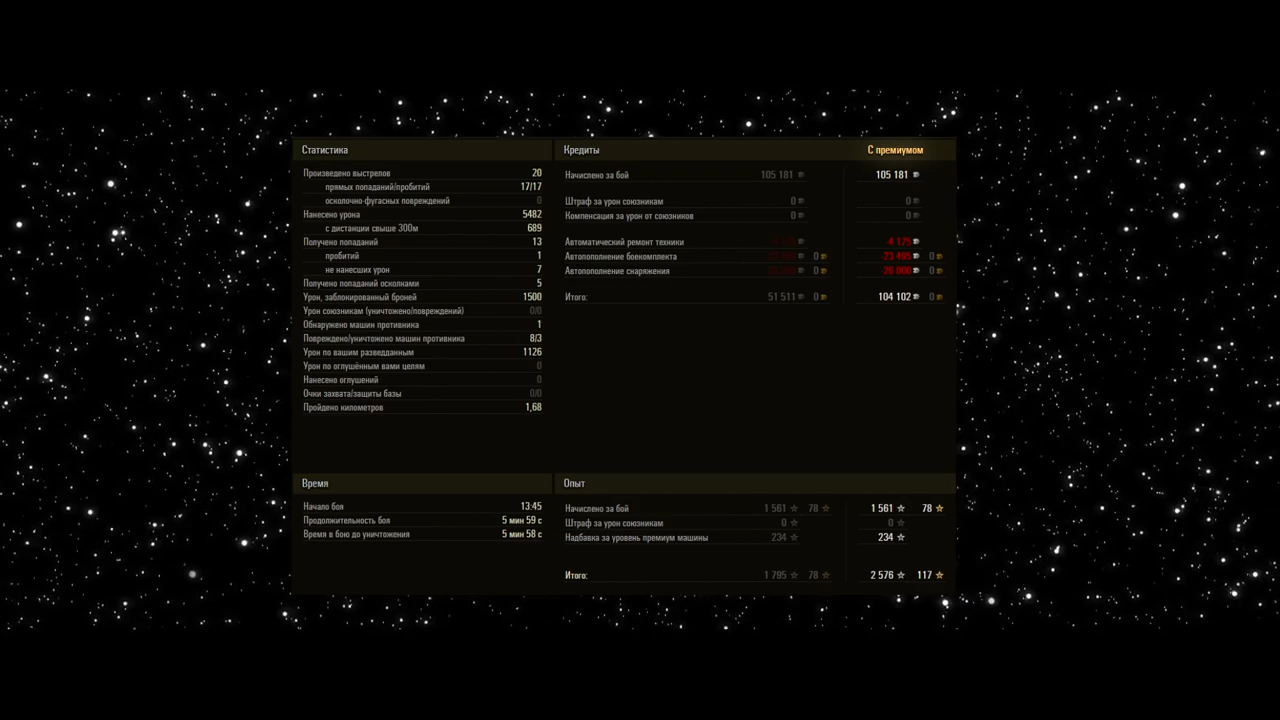 Статистика
Произведено выстрелов 20
прямых попаданий/пробитий 17/17
осколочно-фугасных повреждений 0
Нанесено урона 5482
с дистанции свыше 300м 689
Получено попаданий 13
пробитий 1
не нанесших урон 7
Получено попаданий осколками 5
Урон, заблокированный броней 1500
Урон союзникам (уничтожено/повреждений) 0/0
Обнаружено машин противника 1
Повреждено/уничтожено машин противника 8/3
Урон по вашим разведданным 1126
Урон по оглушённым вами целям 0
Нанесено оглушений 0
Очки захвата/защиты базы 0/0
Пройдено километров 1,68
Кредиты С премиумом
Начислено за бой 105 181 105 181
Штраф за урон союзникам 0 0
Компенсация за урон от союзников 0 0
Автоматический ремонт техники -4 175
Автопополнение боекомплекта 0 -23 495 0
Автопополнение снаряжения 0 -26 000 0
Итого: 51 511 0 104 102 0
Время
Начало боя 13:45
Продолжительность боя 5 мин 59 с
Время в бою до уничтожения 5 мин 58 с
Опыт
Начислено за бой 1 561 78 1 561 78
Штраф за урон союзникам 0 0
Надбавка за уровень премиум машины 234 234
Итого: 1 795 78 2 576 117